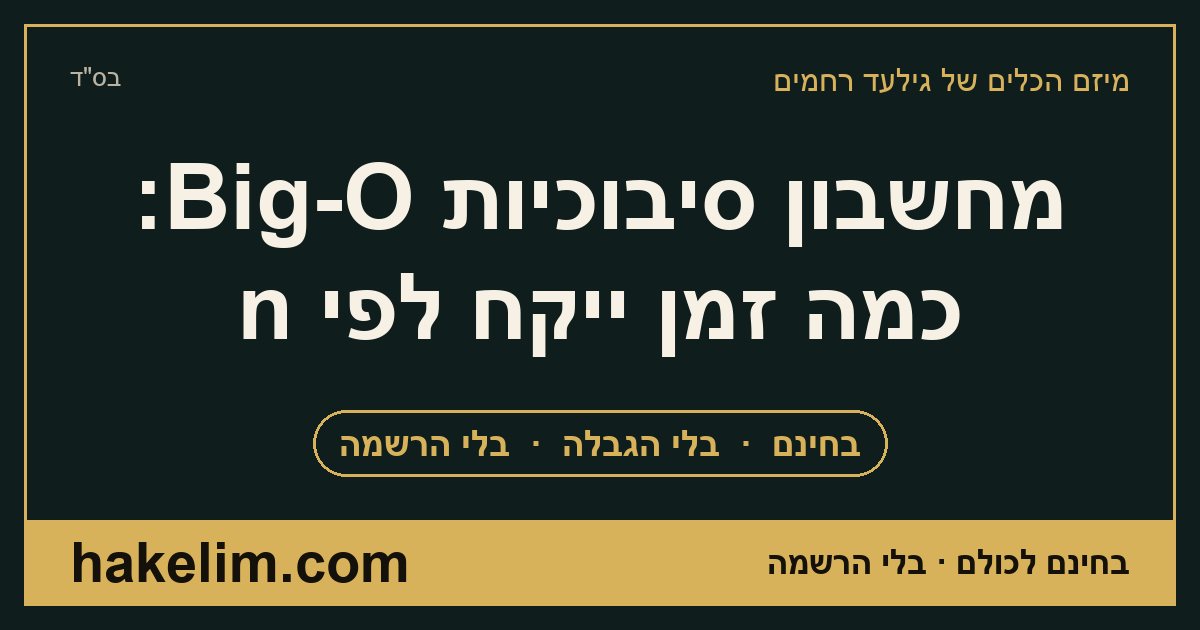 מיזם הכלים של גילעד רחמים
בס"ד
מחשבון סיבוכיות Big-O:
כמה זמן ייקח לפי n
בחינם · בלי הגבלה · בלי הרשמה
בחינם לכולם · בלי הרשמה
hakelim.com